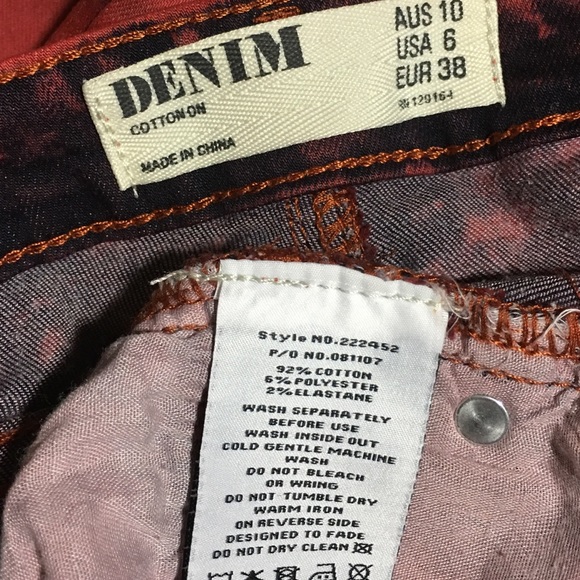 DENIM
COTTON ON
MADE IN CHINA
AUS 10
USA 6
EUR 38
Style NO.222452
P/O NO.081107
92% COTTON
6% POLYESTER
2% ELASTANE
WASH SEPARATELY
BEFORE USE
WASH INSIDE OUT
COLD GENTLE MACHINE
WASH
DO NOT BLEACH
OR WRING
DO NOT TUMBLE DRY
WARM IRON
ON REVERSE SIDE
DESIGNED TO FADE
DO NOT DRY CLEAN